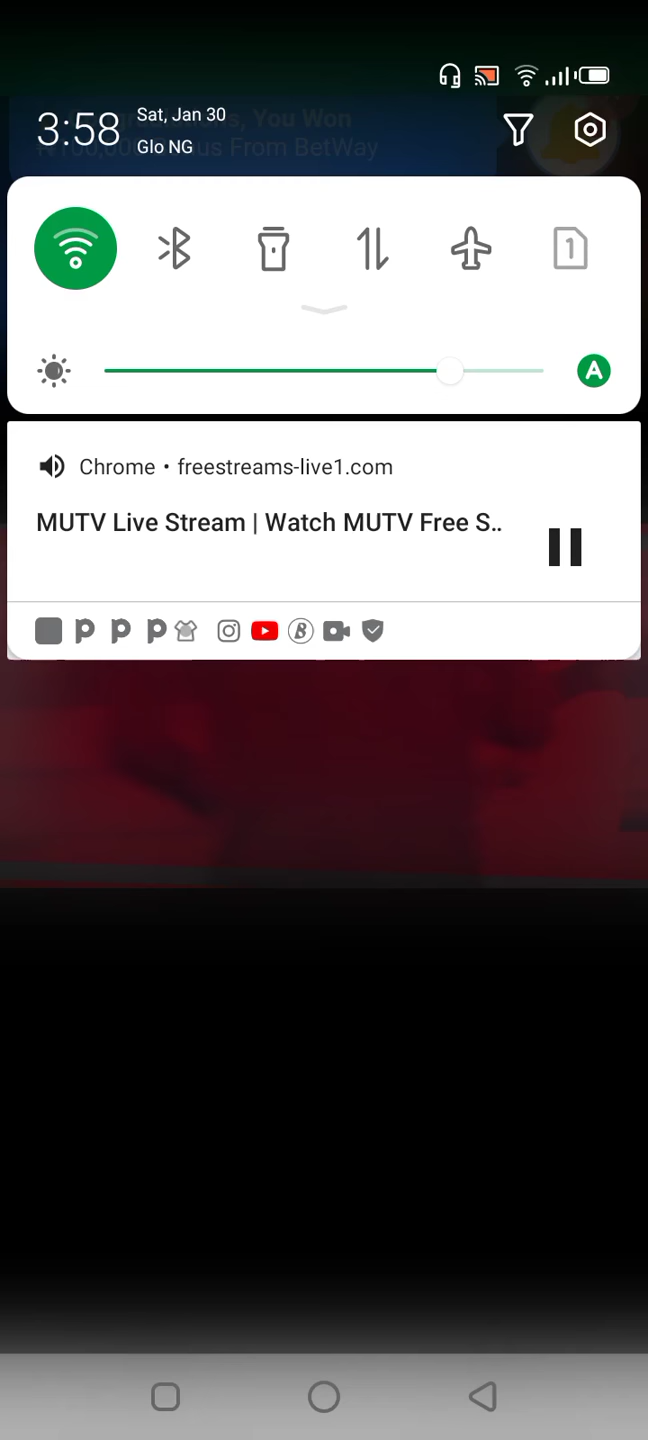 3:58
Sat, Jan 30
Glo NG
You Won
From BetWay
A
1
Chrome • freestreams-live1.com
MUTV Live Stream | Watch MUTV Free S..